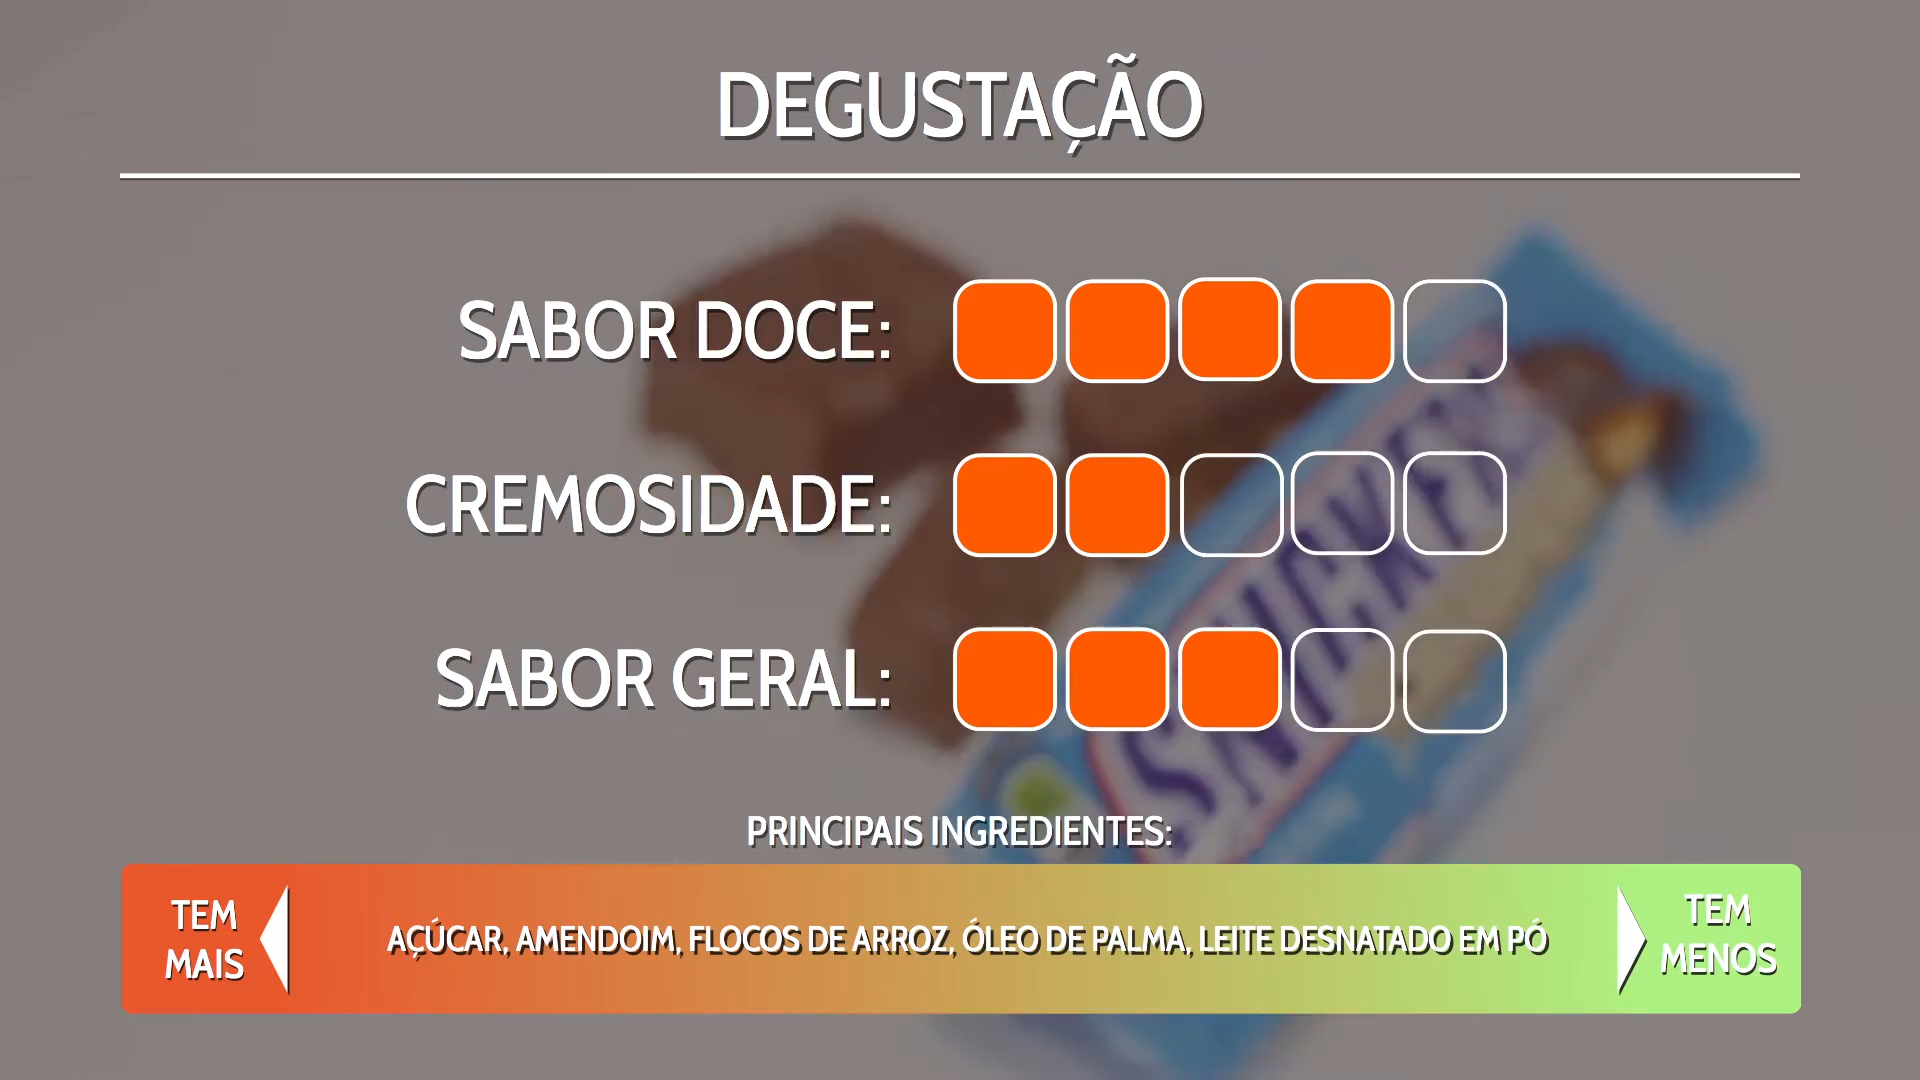 DEGUSTAÇÃO
SABOR DOCE:
CREMOSIDADE:
SABOR GERAL:
SNICKERS
PRINCIPAIS INGREDIENTES:
TEM
MAIS
AÇÚCAR, AMENDOIM, FLOCOS DE ARROZ, ÓLEO DE PALMA, LEITE DESNATADO EM PÓ
TEM
MENOS